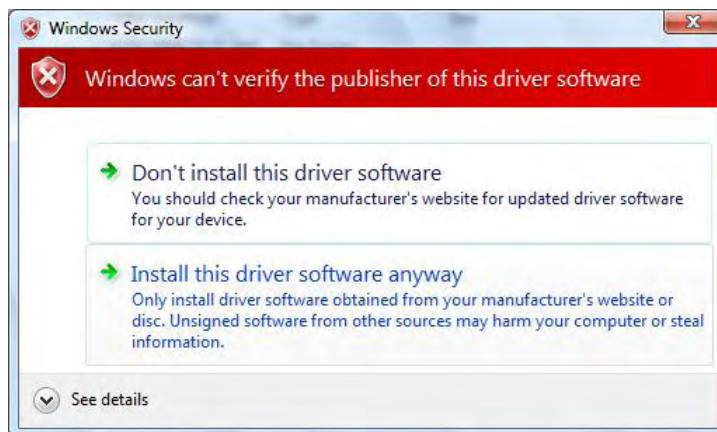 Windows Security
Windows can't verify the publisher of this driver software
Don't install this driver software
You should check your manufacturer's website for updated driver software
for your device.
Install this driver software anyway
Only install driver software obtained from your manufacturer's website or
disc. Unsigned software from other sources may harm your computer or steal
information.
See details